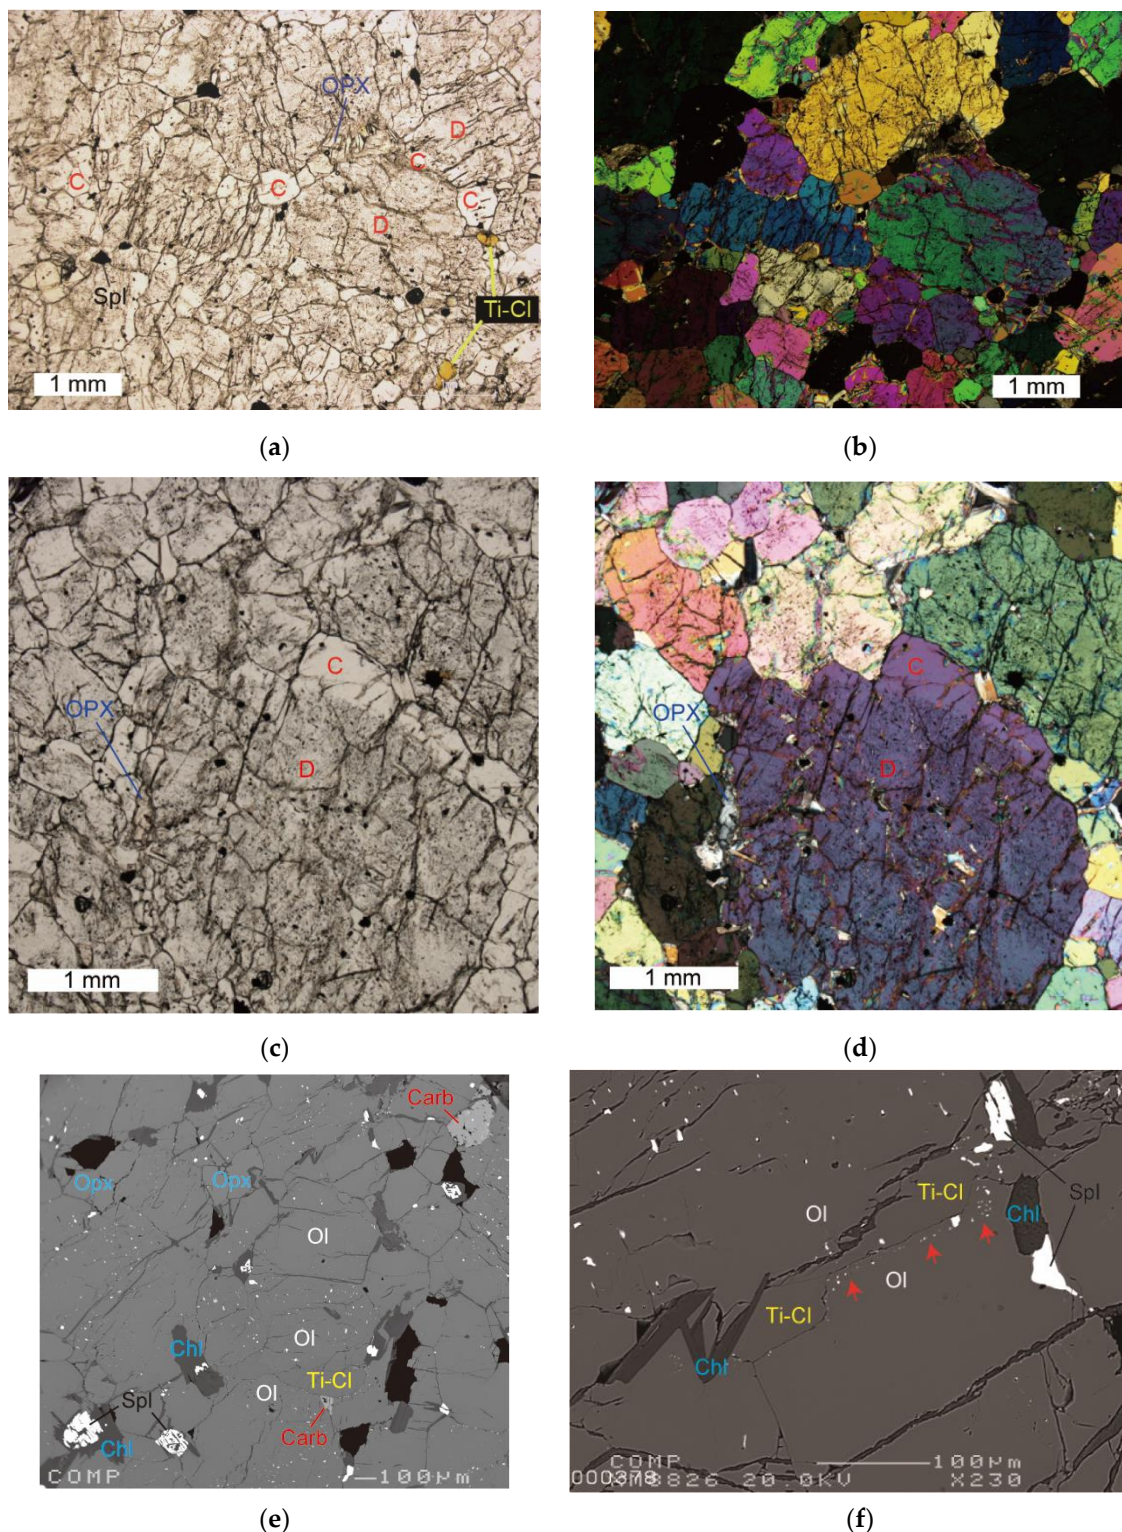 OPX
D
C
C
C
C
D
Spl
Ti-Cl
1 mm
1 mm
(a)
(b)
C
OPX
D
1 mm
C
OPX
D
1 mm
(c)
(d)
Carb
Opx
Opx
Ol
Chl
Ol
Ti-Cl
Ol
Spl
Carb
Chl
COMP
100μm
Spl
Ti-Cl
Chl
Ol
Ol
Ti-Cl
Chl
COMP
100μm
20.0kV
X230
(e)
(f)